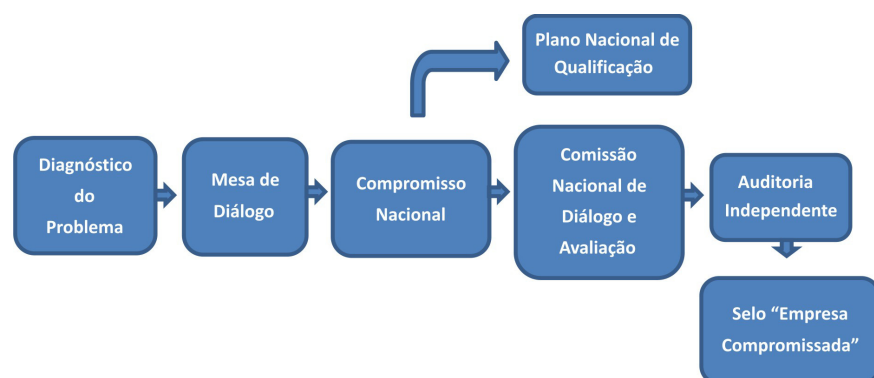 Plano Nacional de
Qualificação
Diagnóstico
do
Problema
Mesa de
Diálogo
Compromisso
Nacional
Comissão
Nacional de
Diálogo e
Avaliação
Auditoria
Independente
Selo “Empresa
Compromissada”